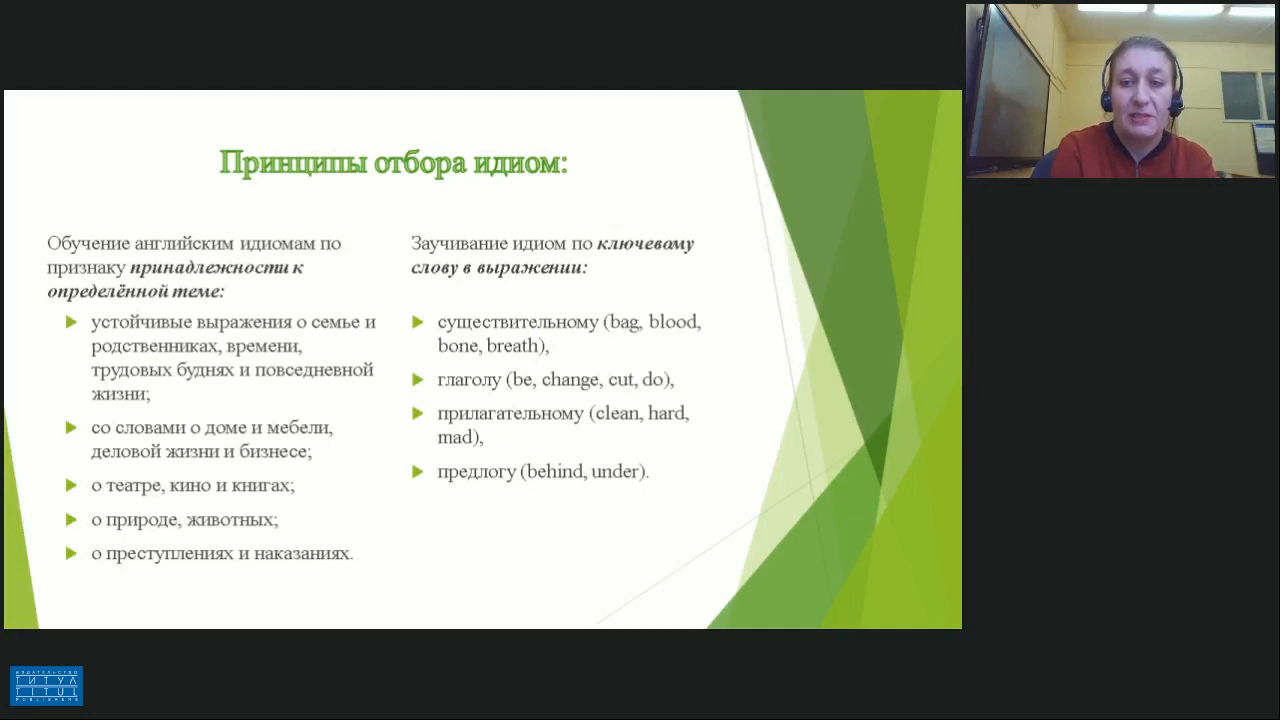 Принципы отбора идиом:
Обучение английским идиомам по
признаку принадлежности к
определённой теме:
устойчивые выражения о семье и
родственниках, времени,
трудовых буднях и повседневной
жизни;
со словами о доме и мебели,
деловой жизни и бизнесе;
о театре, кино и книгах;
о природе, животных;
о преступлениях и наказаниях.
Заучивание идиом по ключевому
слову в выражении:
существительному (bag, blood,
bone, breath),
глаголу (be, change, cut, do),
прилагательному (clean, hard,
mad),
предлогу (behind, under).
ИЗДАТЕЛЬСТВО
ТИТУЛ
TITUL
PUBLISHERS